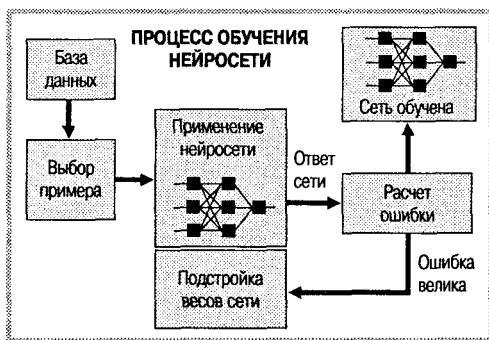 ПРОЦЕСС ОБУЧЕНИЯ
НЕЙРОСЕТИ
База
данных
Выбор
примера
Применение
нейросети
Ответ
сети
Расчет
ошибки
Сеть обучена
Ошибка
велика
Подстройка
весов сети